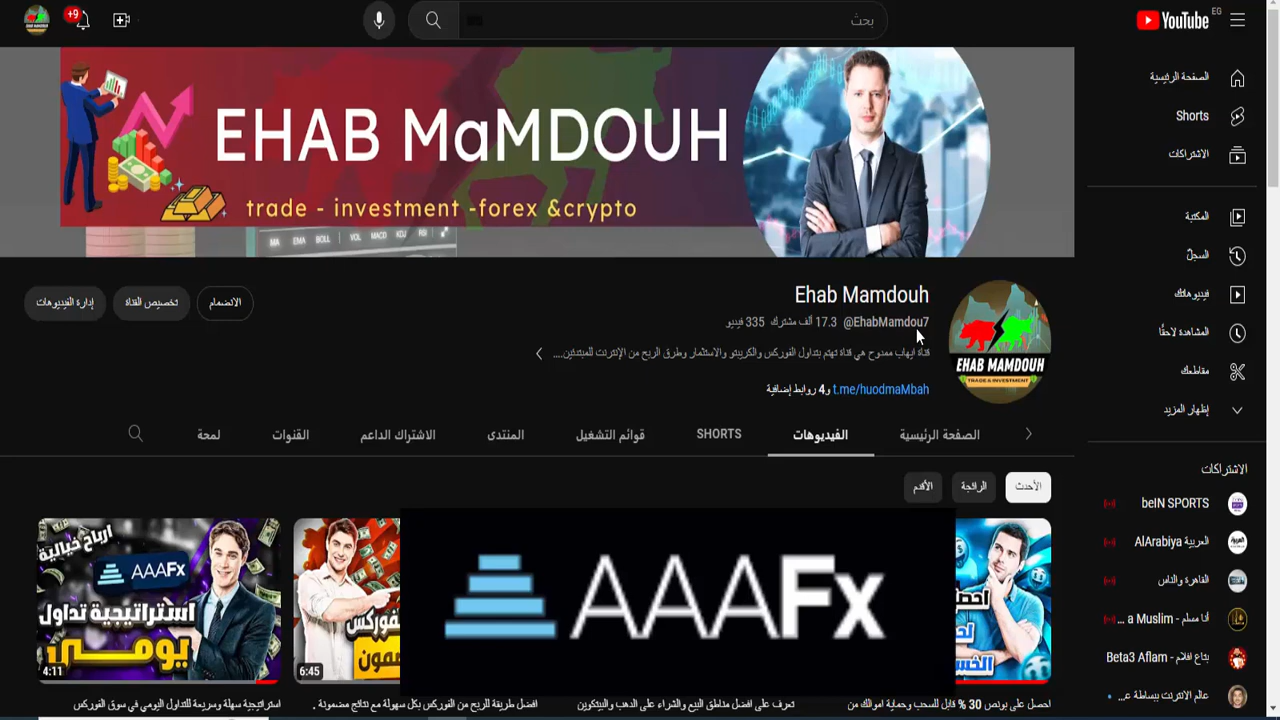 +9
بحث
YouTube EG
EHAB MaMDOUH
trade - investment -forex &crypto
MA EMA BOLL VOL MACD KDJ RSI
الصفحة الرئيسية
Shorts
الاشتراكات
المكتبة
السجلّ
فيديوهاتك
المشاهدة لاحقًا
مقاطعك
إظهار المزيد
الاشتراكات
beIN SPORTS
AlArabiya العربية
القاهرة والناس
أنا مسلم - a Muslim ...
بتاع افلام - Beta3 Aflam
عالم الانترنت ببساطة عـ...
Ehab Mamdouh
@EhabMamdou7 17.3 ألف مشترك 335 فيديو
قناة ايهاب ممدوح هي قناة تهتم بتداول الفوركس والكريبتو والاستثمار وطرق الربح من الإنترنت للمبتدئين....
t.me/huodmaMbah و4 روابط إضافية
الانضمام
تخصيص القناة
إدارة الفيديوهات
EHAB MAMDOUH
TRADE & INVESTMENT
الصفحة الرئيسية
الفيديوهات
SHORTS
قوائم التشغيل
المنتدى
الاشتراك الداعم
القنوات
لمحة
الأحدث
الرائجة
الأقدم
AAAFx
6:45
ارباح خيالية
AAAFx
استراتيجية تداول
يومي
4:11
احصل على بونص 30 % قابل للسحب وحماية اموالك من
تعرف على افضل مناطق البيع والشراء على الذهب والبيتكوين
افضل طريقة للربح من الفوركس بكل سهولة مع نتائج مضمونة .
استراتيجية سهلة وسريعة للتداول اليومي في سوق الفوركس